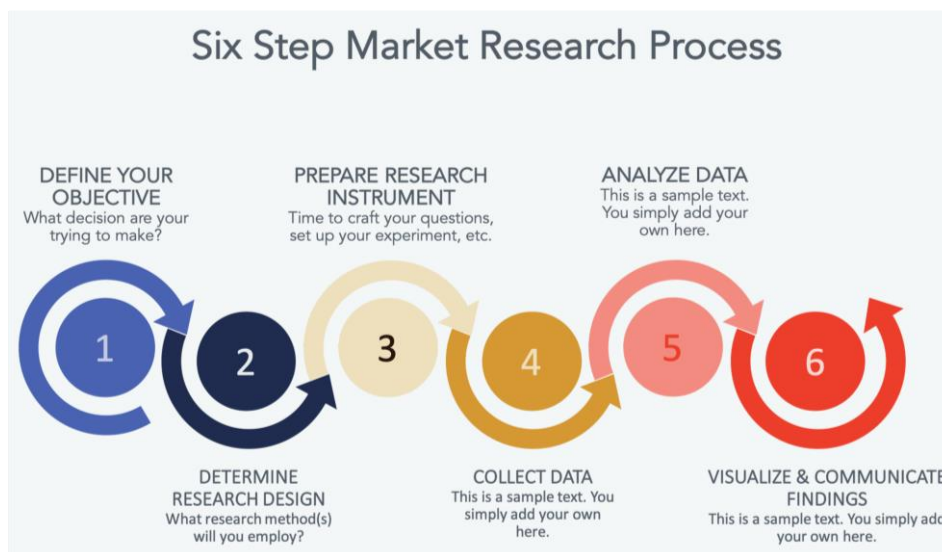 Six Step Market Research Process
DEFINE YOUR
OBJECTIVE
What decision are your
trying to make?
PREPARE RESEARCH
INSTRUMENT
Time to craft your questions,
set up your experiment, etc.
ANALYZE DATA
This is a sample text.
You simply add your
own here.
1
2
3
4
5
6
DETERMINE
RESEARCH DESIGN
What research method(s)
will you employ?
COLLECT DATA
This is a sample text. You
simply add your own
here.
VISUALIZE & COMMUNICATE
FINDINGS
This is a sample text. You simply add
your own here.